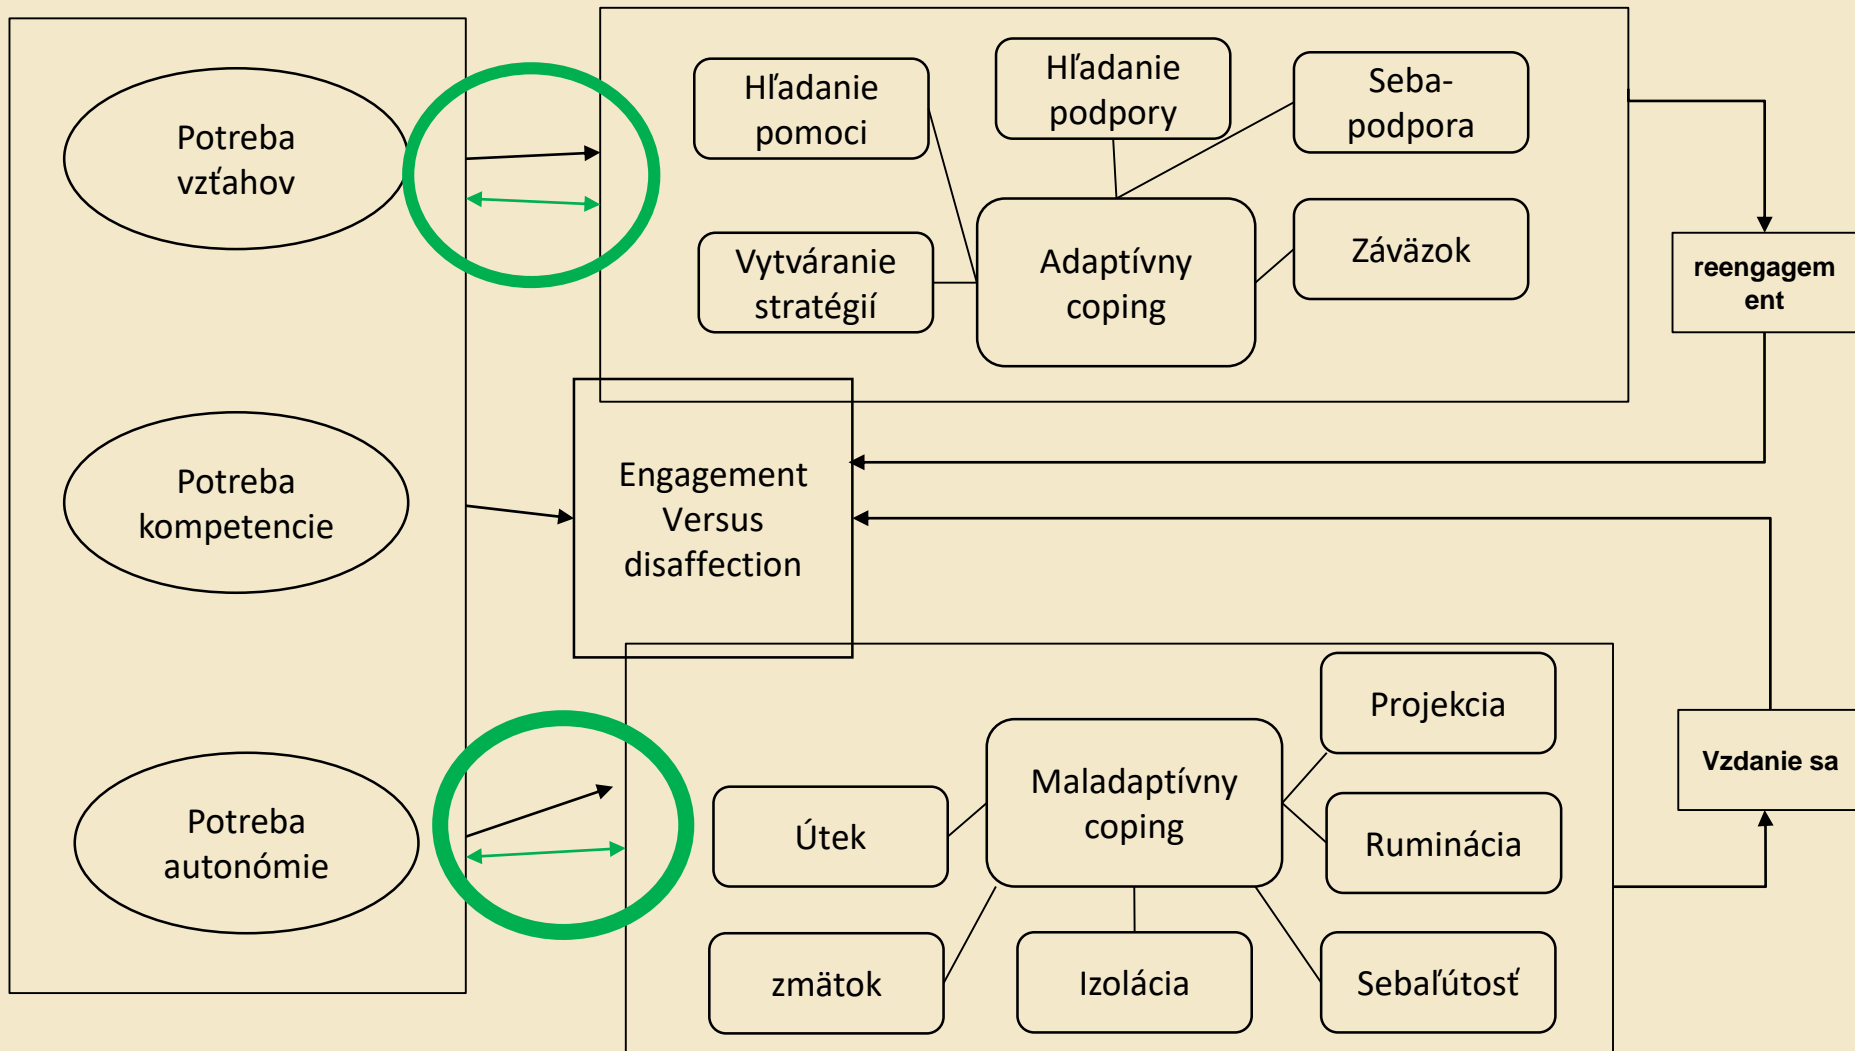 Potreba
vzťahov
Potreba
kompetencie
Potreba
autonómie
Hľadanie
pomoci
Hľadanie
podpory
Seba-
podpora
Vytváranie
stratégií
Adaptívny
coping
Záväzok
reengagem
ent
Engagement
Versus
disaffection
Projekcia
Maladaptívny
coping
Útek
Ruminácia
Vzdanie sa
zmätok
Izolácia
Sebaľútosť